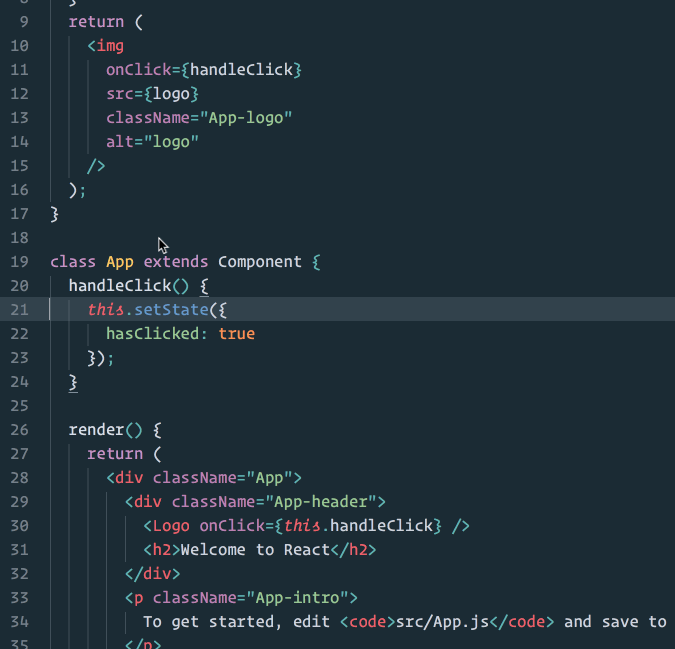 8   }
9   return (
10     <img
11       onClick={handleClick}
12       src={logo}
13       className="App-logo"
14       alt="logo"
15     />
16   );
17 }
18
19 class App extends Component {
20   handleClick() {
21     this.setState({
22       hasClicked: true
23     });
24   }
25
26   render() {
27     return (
28       <div className="App">
29         <div className="App-header">
30           <Logo onClick={this.handleClick} />
31           <h2>Welcome to React</h2>
32         </div>
33         <p className="App-intro">
34           To get started, edit <code>src/App.js</code> and save to
35         </p>